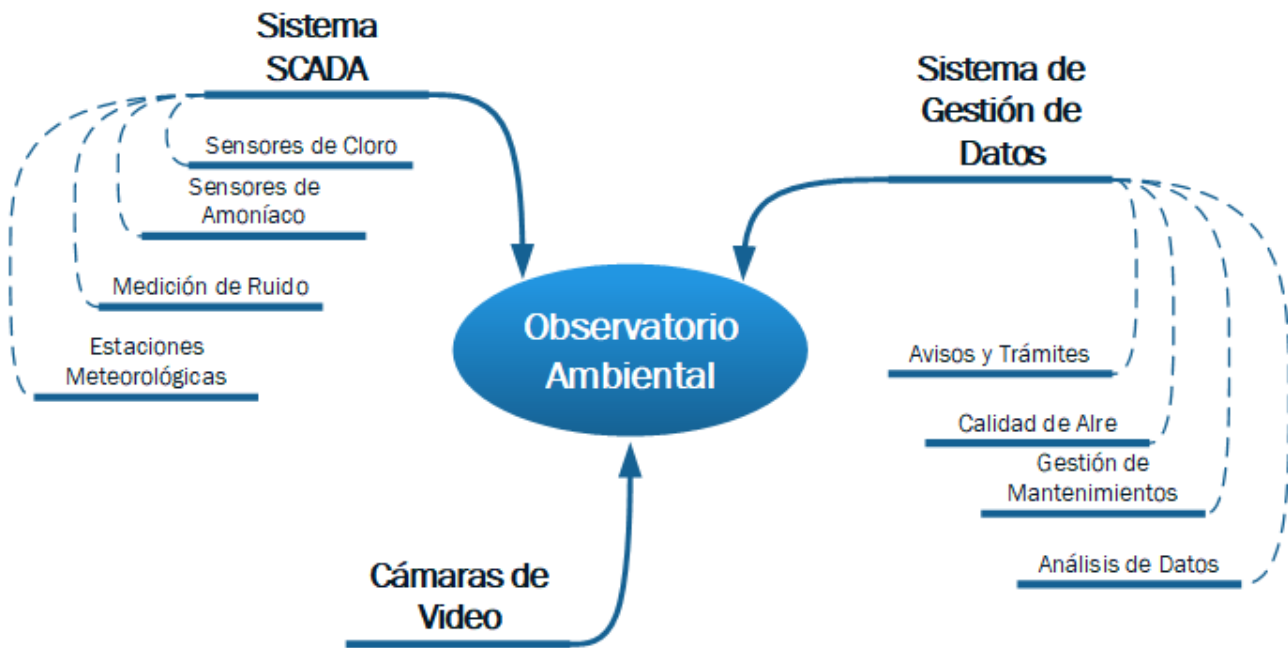 Sistema
SCADA
Sensores de Cloro
Sensores de
Amoníaco
Medición de Ruido
Estaciones
Meteorológicas
Sistema de
Gestión de
Datos
Avisos y Trámites
Calidad de AIre
Gestión de
Mantenimientos
Análisis de Datos
Observatorio
Ambiental
Cámaras de
Video